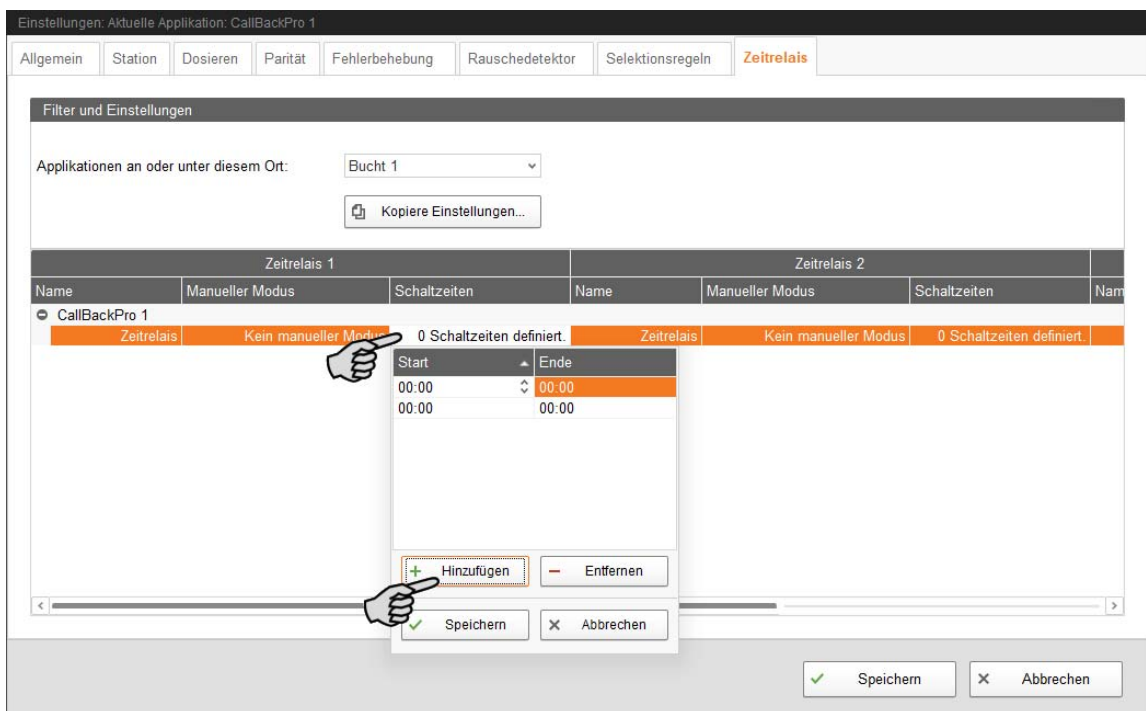 Einstellungen: Aktuelle Applikation: CallBackPro 1
Allgemein Station Dosieren Parität Fehlerbehebung Rauschedetektor Selektionsregeln Zeitrelais
Filter und Einstellungen
Applikationen an oder unter diesem Ort: Bucht 1
Kopiere Einstellungen...
Zeitrelais 1 Zeitrelais 2
Name Manueller Modus Schaltzeiten Name Manueller Modus Schaltzeiten Nam
CallBackPro 1
Zeitrelais Kein manueller Modus 0 Schaltzeiten definiert. Zeitrelais Kein manueller Modus 0 Schaltzeiten definiert.
Start Ende
00:00 00:00
00:00 00:00
Hinzufügen Entfernen
Speichern Abbrechen
Speichern Abbrechen